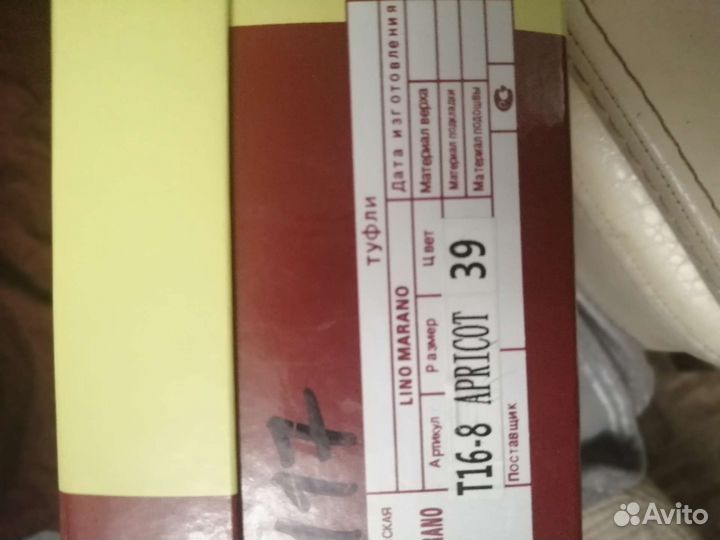 СКАЯ
туфли
RANO
LINO MARANO
Дата изготовления
Артикул
Размер
Цвет
Материал верха
T16-8 APRICOT 39
Материал подкладки
Материал подошвы
Поставщик
117
Avito